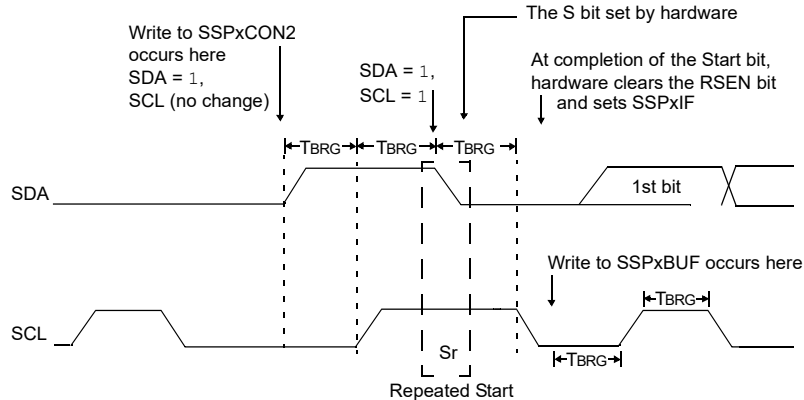 The S bit set by hardware
Write to SSPxCON2
occurs here
SDA = 1,
SCL (no change)
SDA = 1,
SCL = 1
At completion of the Start bit,
hardware clears the RSEN bit
and sets SSPxIF
TBRG TBRG TBRG
SDA
1st bit
Write to SSPxBUF occurs here
TBRG
SCL
Sr
TBRG
Repeated Start